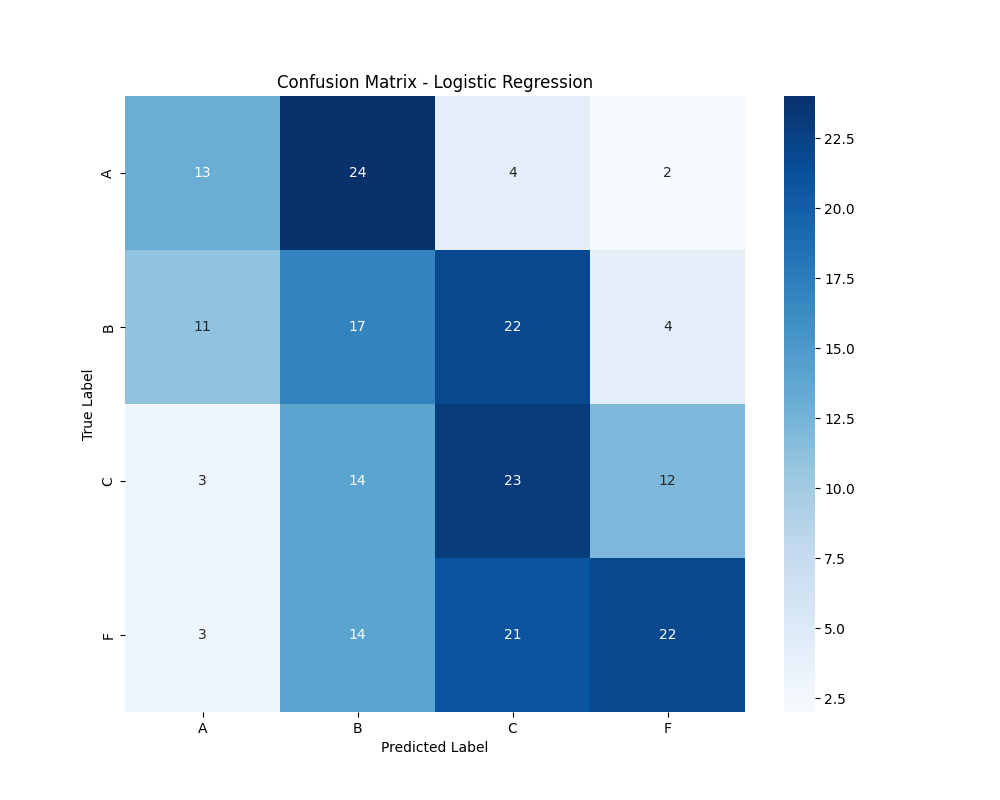 Confusion Matrix - Logistic Regression
True Label
A 13 24 4 2
B 11 17 22 4
C 3 14 23 12
F 3 14 21 22
A B C F
Predicted Label
22.5
20.0
17.5
15.0
12.5
10.0
7.5
5.0
2.5